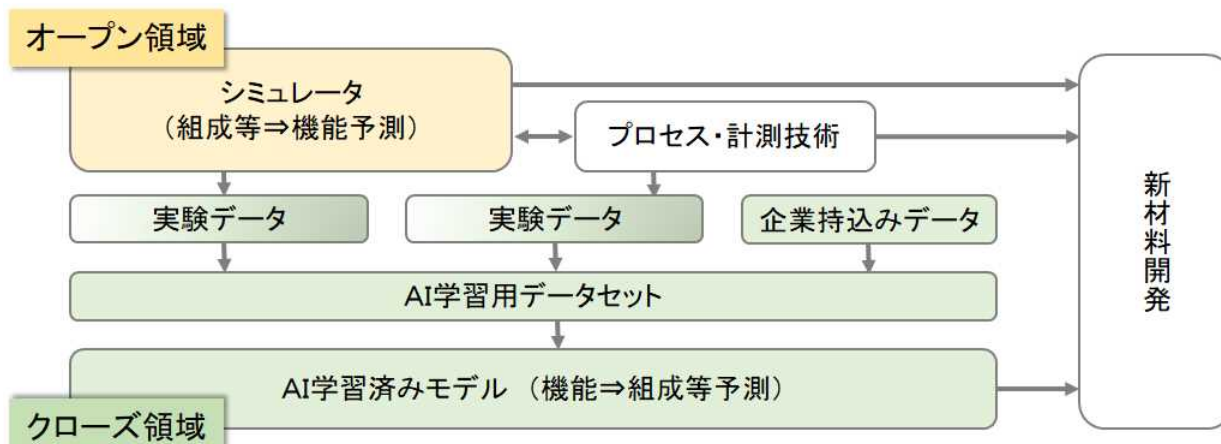 オープン領域
シミュレータ
（組成等⇒機能予測）
プロセス・計測技術
実験データ
実験データ
企業持込みデータ
AI学習用データセット
AI学習済みモデル （機能⇒組成等予測）
クローズ領域
新材料開発